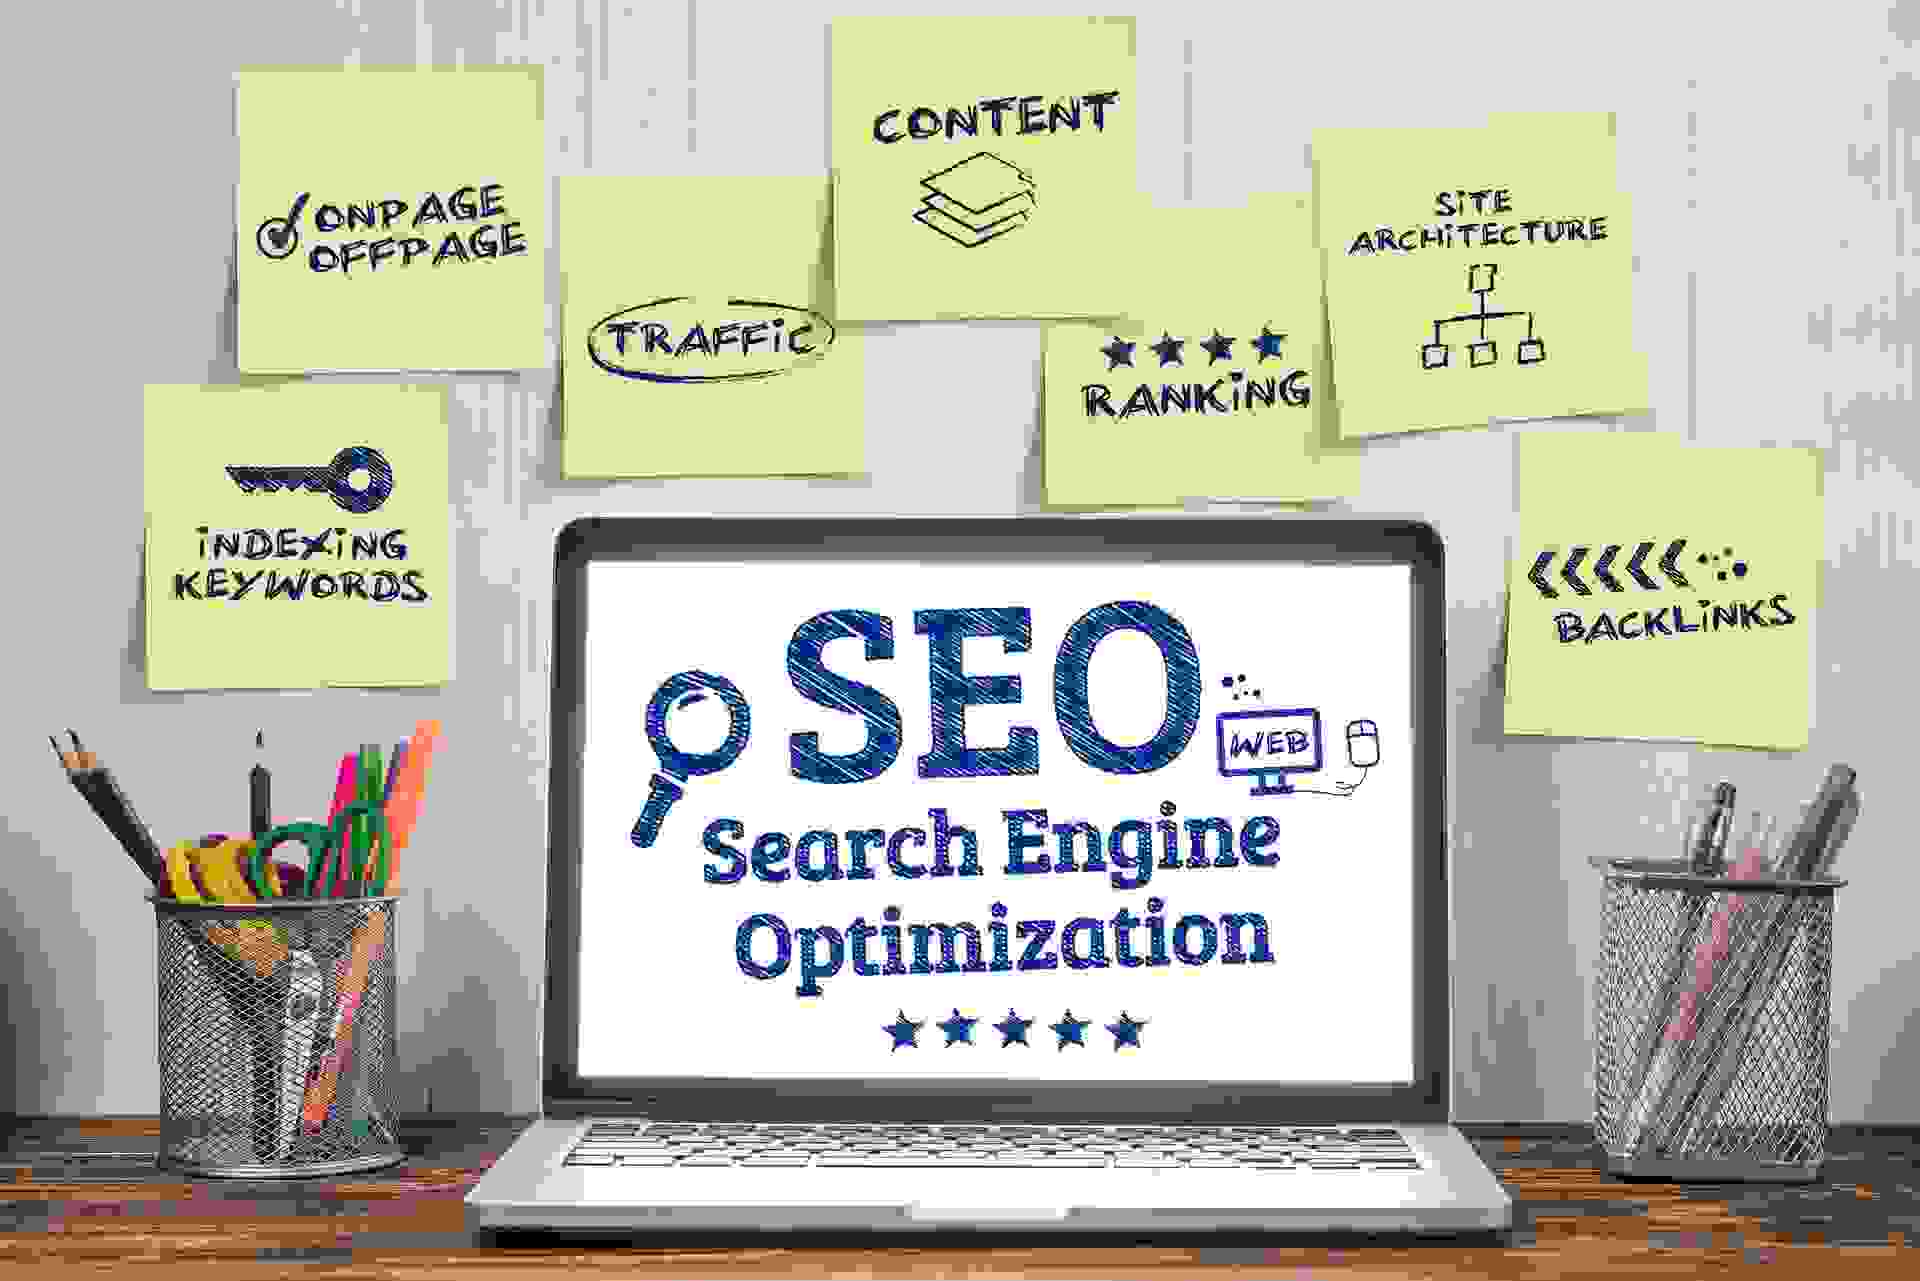 CONTENT
ONPAGE
OFFPAGE
SiTE
ARCHiTECTURE
TRAFFiC
RANKiNG
iNDEXiNG
KEYWORDS
BACKLiNKS
SEO
WEB
Search Engine
Optimization